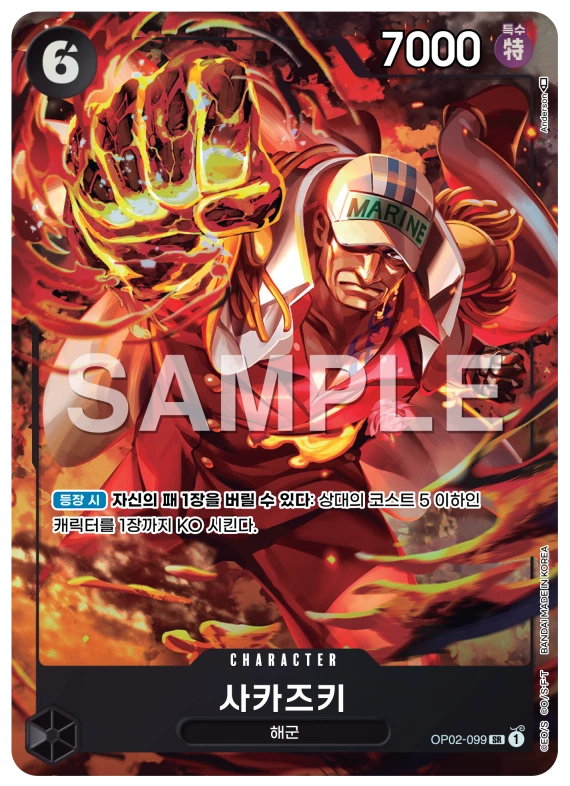 6
7000
특수
特
Anderson
MARINE
SAMPLE
등장 시 자신의 패 1장을 버릴 수 있다: 상대의 코스트 5 이하인
캐릭터를 1장까지 KO 시킨다.
CHARACTER
사카즈키
해군
OP02-099 SR 1
©E.O/S. ©O./S.·F·T BANDAI MADE IN KOREA